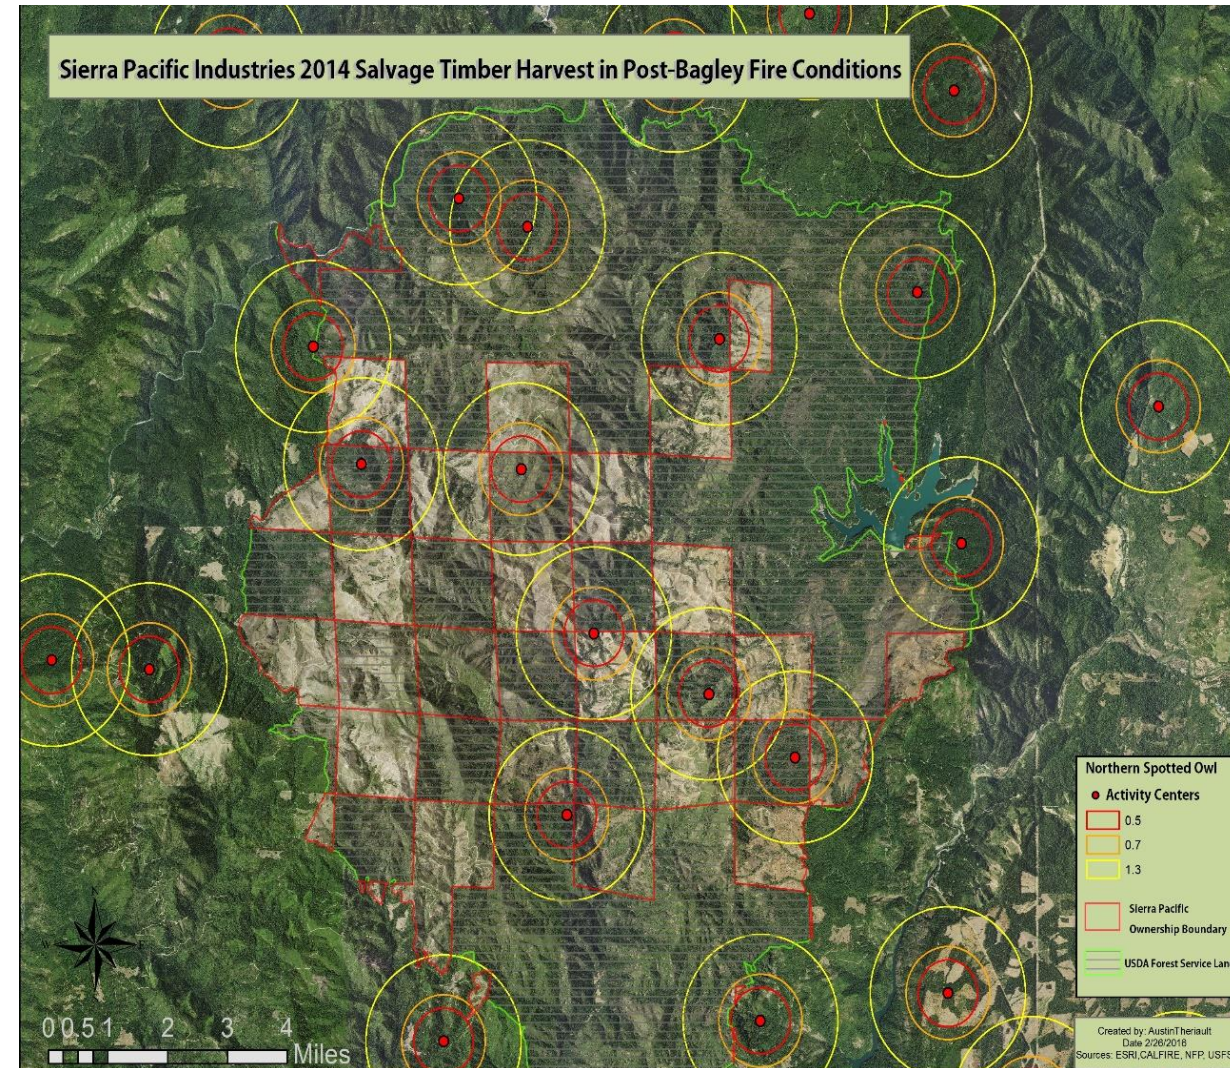 Sierra Pacific Industries 2014 Salvage Timber Harvest in Post-Bagley Fire Conditions
Northern Spotted Owl
Activity Centers
0.5
0.7
1.3
Sierra Pacific
Ownership Boundary
USDA Forest Service Lan
W E
0 0.5 1 2 3 4
Miles
Created by: AustinTheriault
Date 2/26/2016
Sources: ESRI,CALFIRE, NFP, USFS